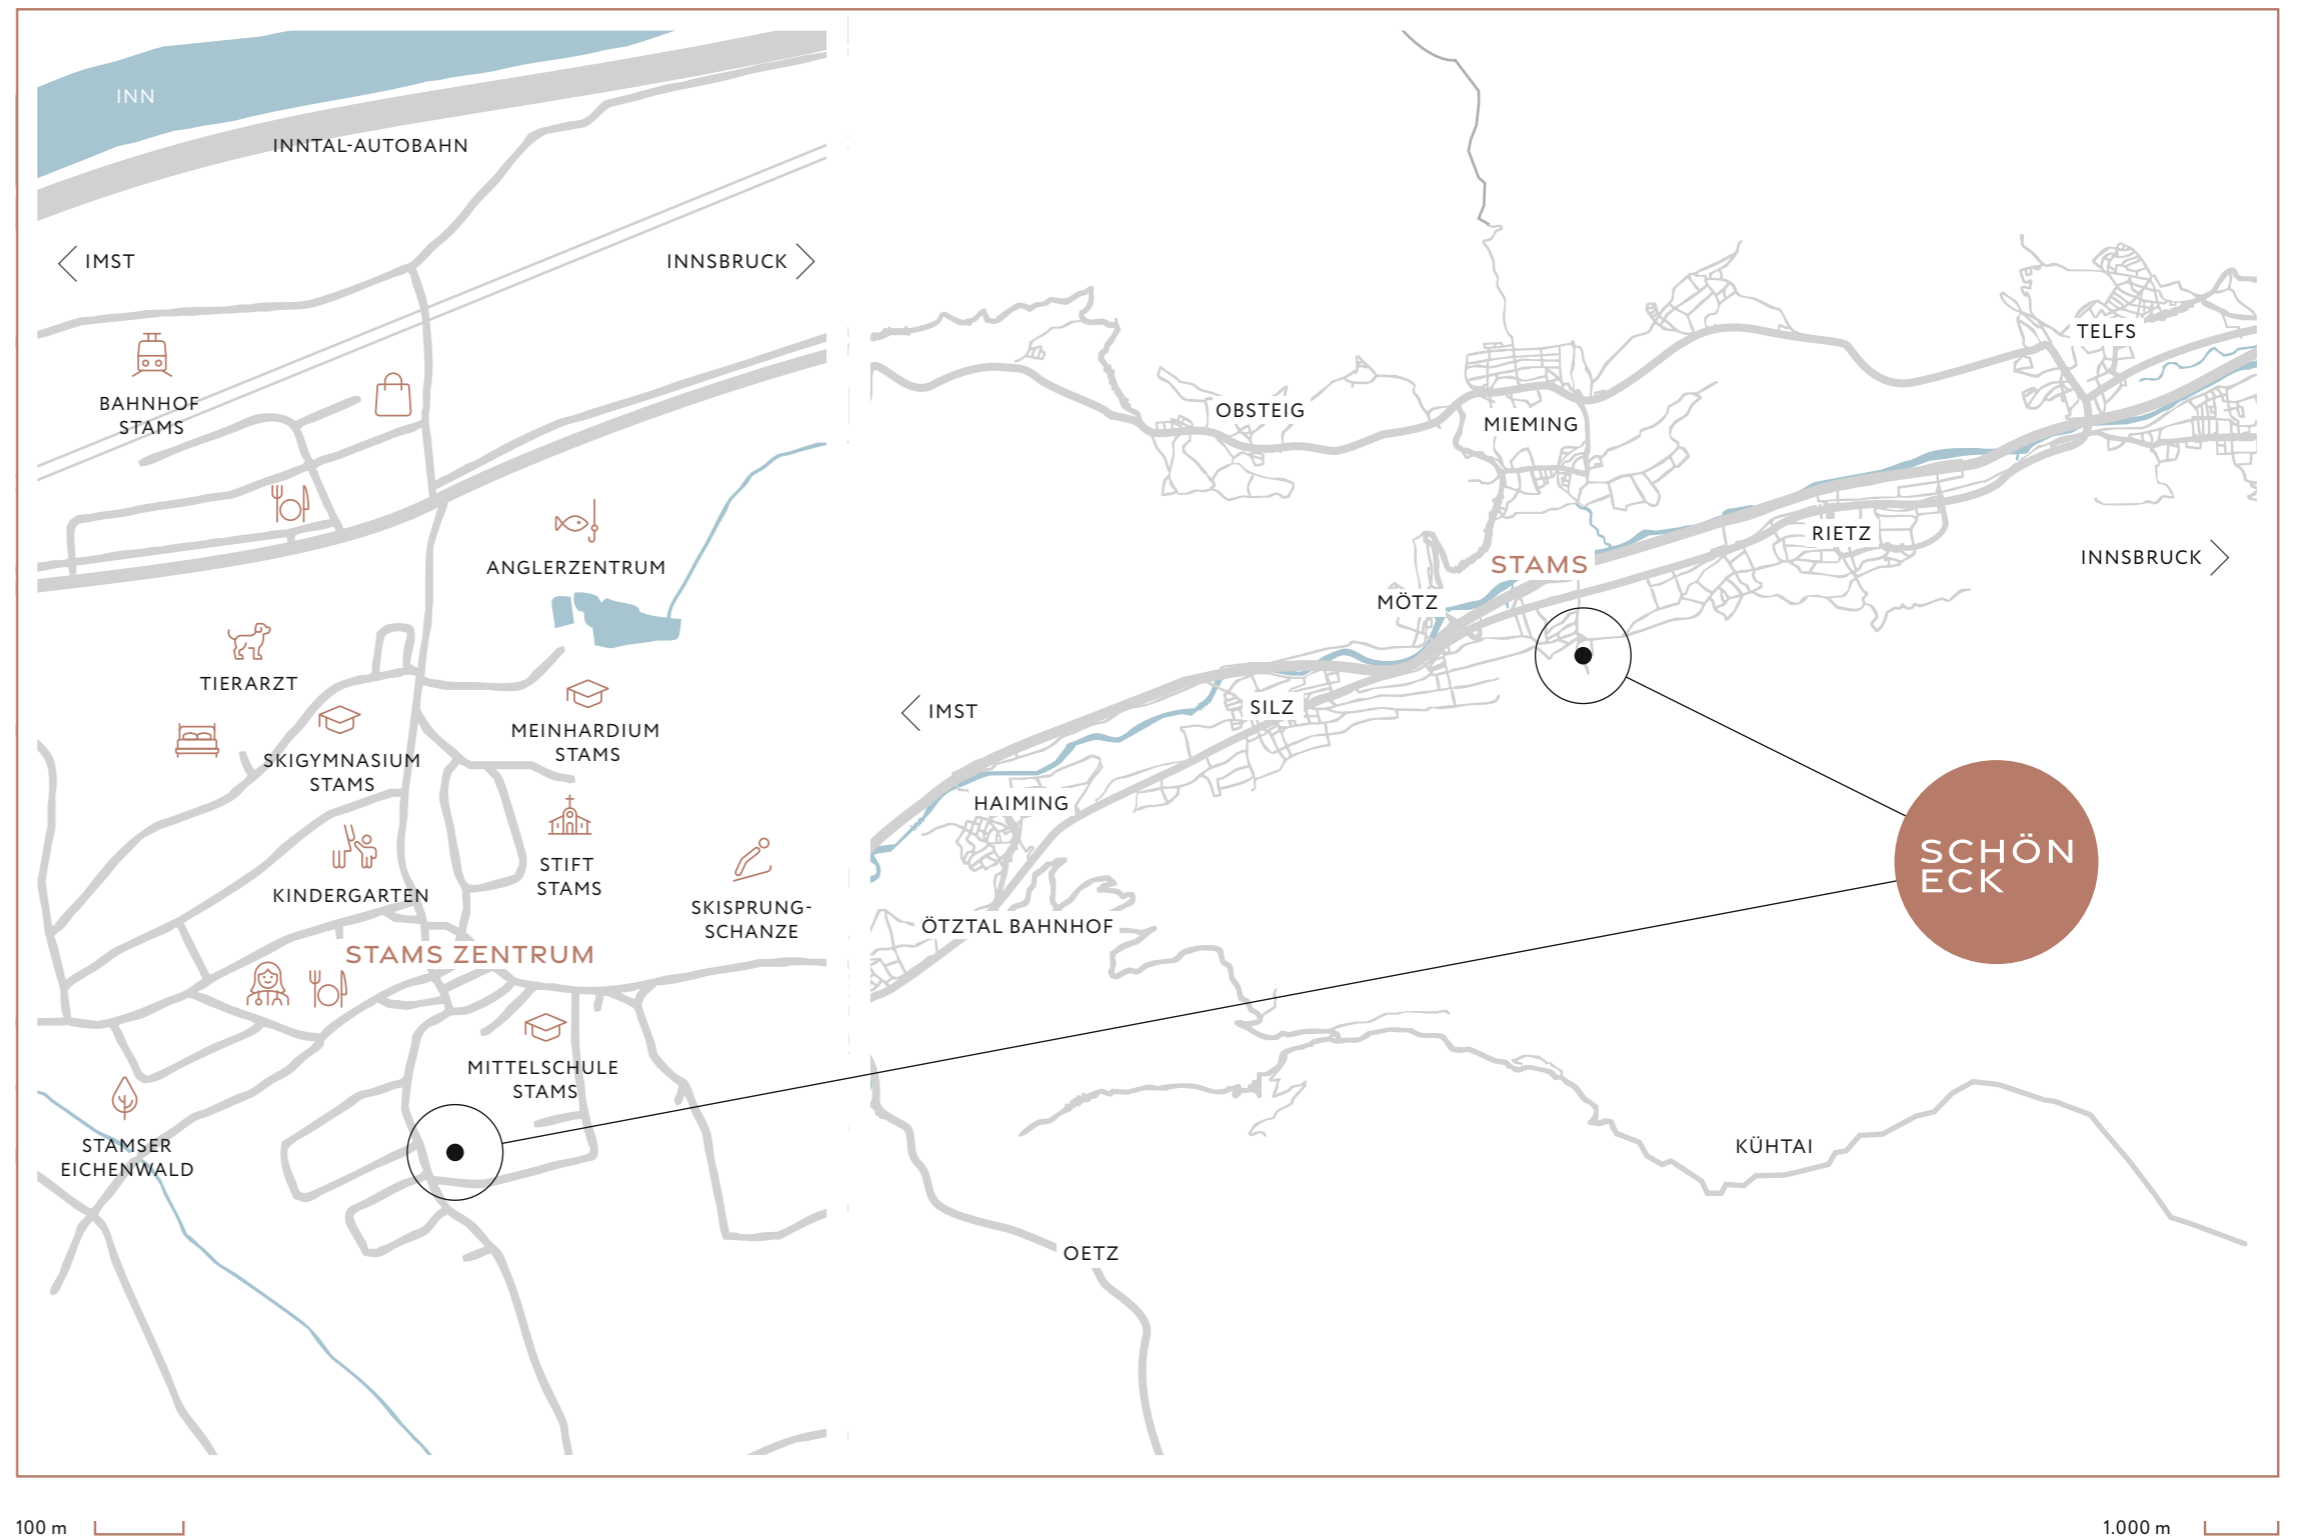 INN
INNTAL-AUTOBAHN
IMST
INNSBRUCK
BAHNHOF
STAMS
ANGLERZENTRUM
TIERARZT
MEINHARDIUM
STAMS
SKIGYMNASIUM
STAMS
STIFT
STAMS
KINDERGARTEN
SKISPRUNG-
SCHANZE
STAMS ZENTRUM
MITTELSCHULE
STAMS
STAMSER
EICHENWALD
TELFS
OBSTEIG
MIEMING
RIETZ
STAMS
INNSBRUCK
MÖTZ
SILZ
IMST
HAIMING
SCHÖN
ECK
ÖTZTAL BAHNHOF
KÜHTAI
OETZ
100 m
1.000 m